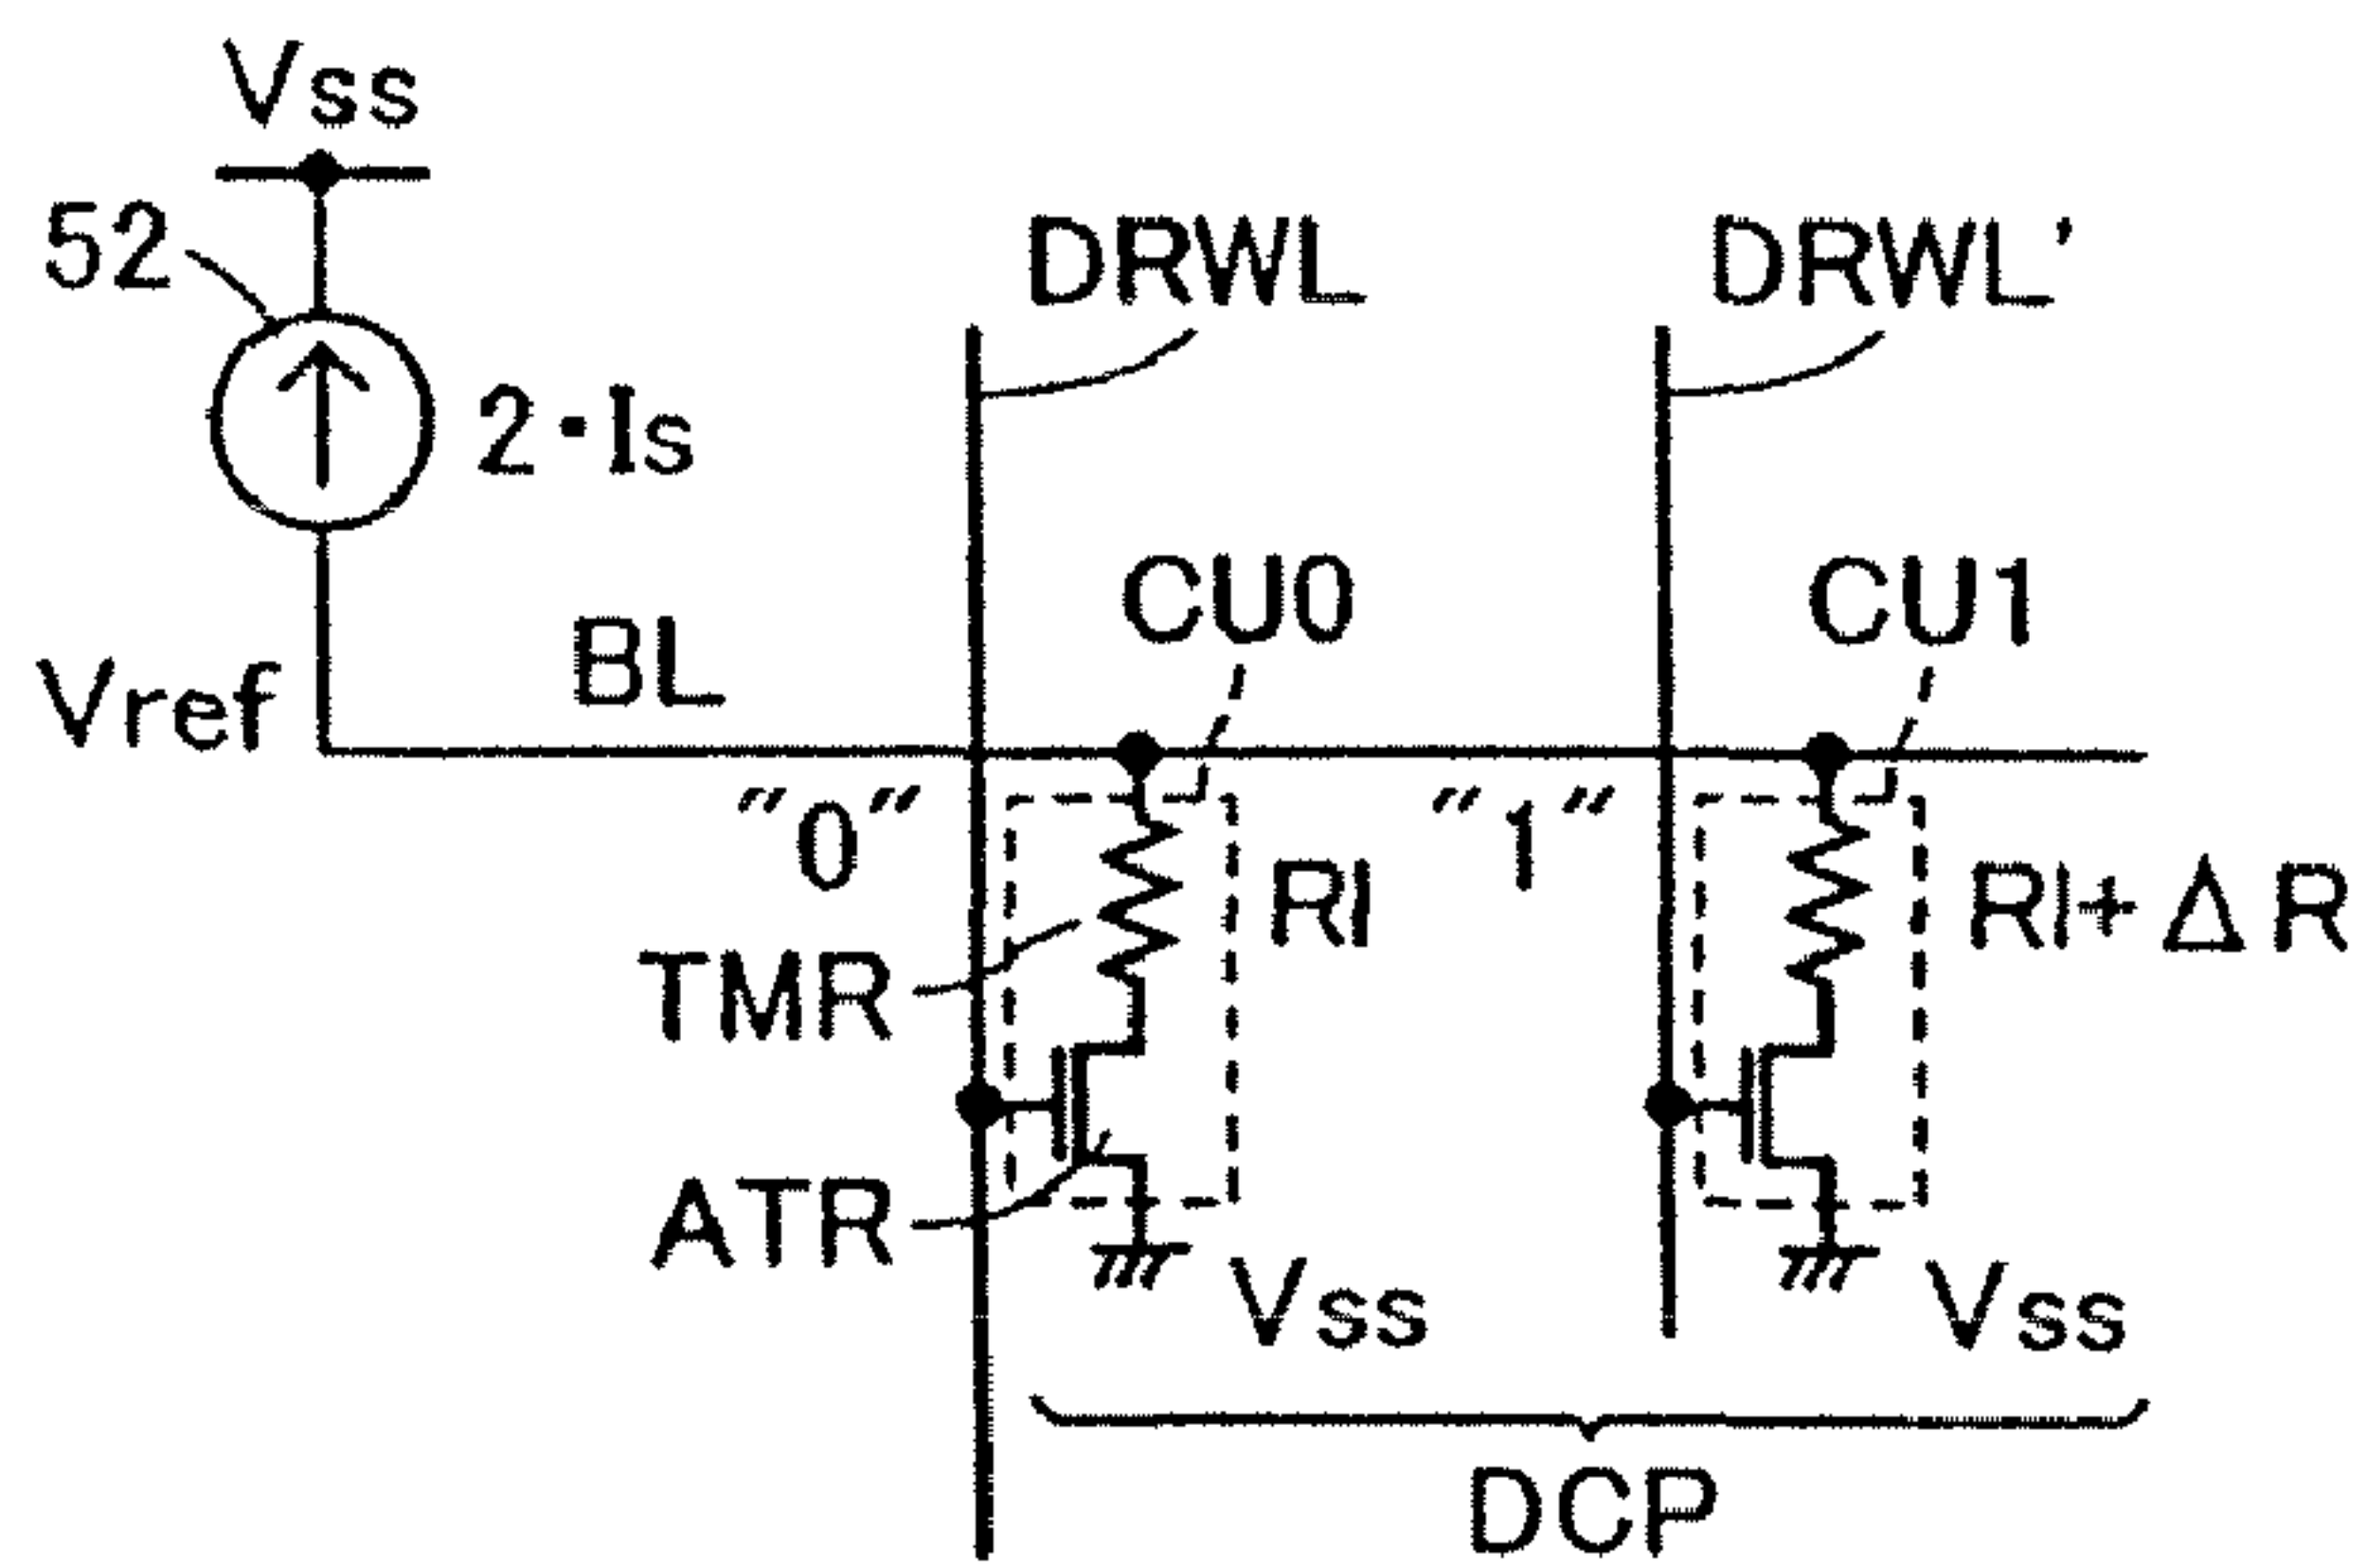 Vss
52
DRWL
DRWL'
2·Is
CU0
CU1
BL
Vref
"0"
"1"
Rl
Rl+ΔR
TMR
ATR
Vss
Vss
DCP